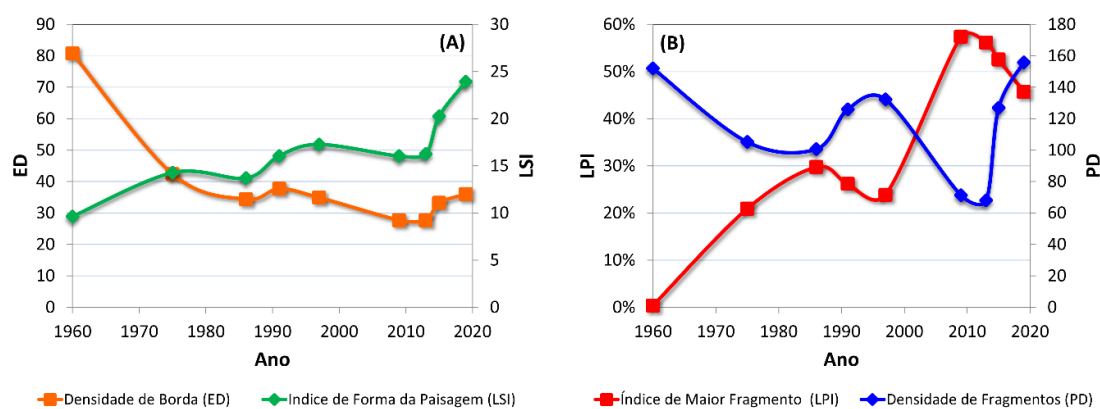 90
80
70
60
50
40
30
20
10
0
ED
(A)
30
25
20
15
10
5
0
LSI
1960 1970 1980 1990 2000 2010 2020
Ano
Densidade de Borda (ED) Indice de Forma da Paisagem (LSI)
60%
50%
40%
30%
20%
10%
0%
LPI
(B)
180
160
140
120
100
80
60
40
20
0
PD
1960 1970 1980 1990 2000 2010 2020
Ano
Índice de Maior Fragmento (LPI) Densidade de Fragmentos (PD)